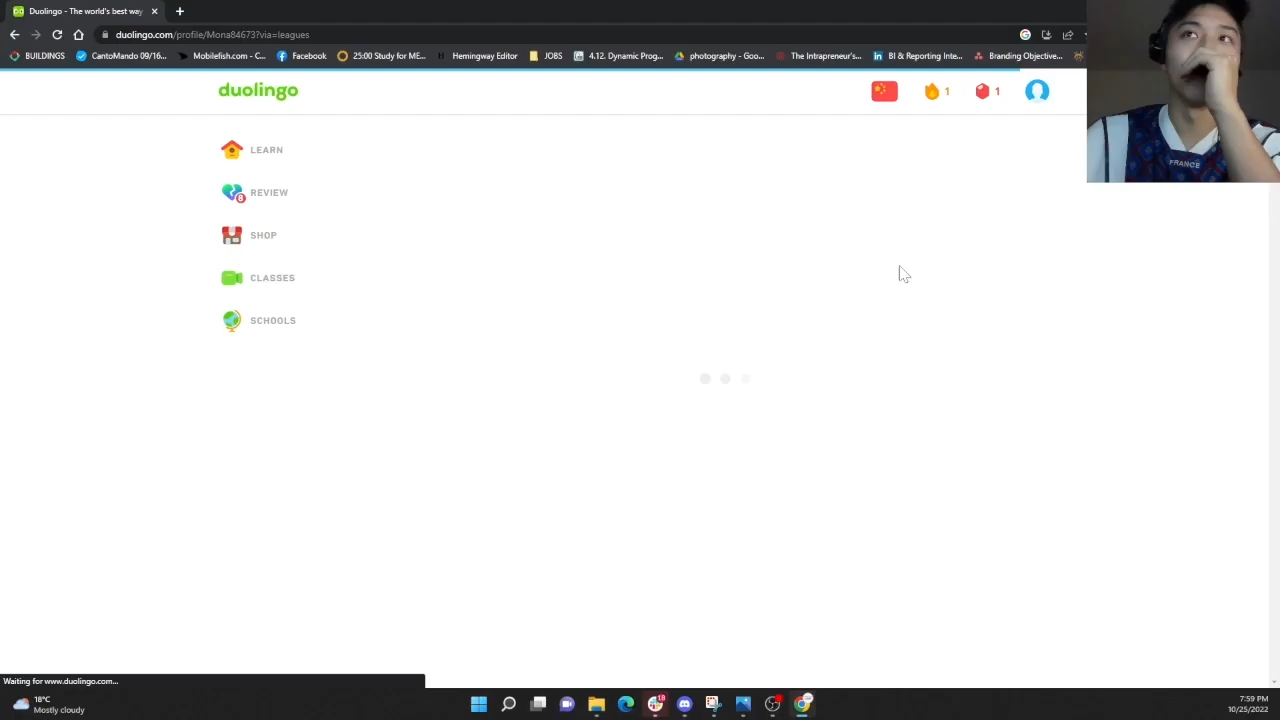 Duolingo - The world's best way
duolingo.com/profile/Mona84673?via=leagues
BUILDINGS
CantoMando 09/16...
Mobilefish.com - C...
Facebook
25:00 Study for ME...
Hemingway Editor
JOBS
4.12. Dynamic Prog...
photography - Goo...
The Intrapreneur's...
BI & Reporting Inte...
Branding Objective...
duolingo
1
1
LEARN
8
REVIEW
SHOP
CLASSES
SCHOOLS
FRANCE
Waiting for www.duolingo.com...
18°C
Mostly cloudy
18
7:59 PM
10/25/2022